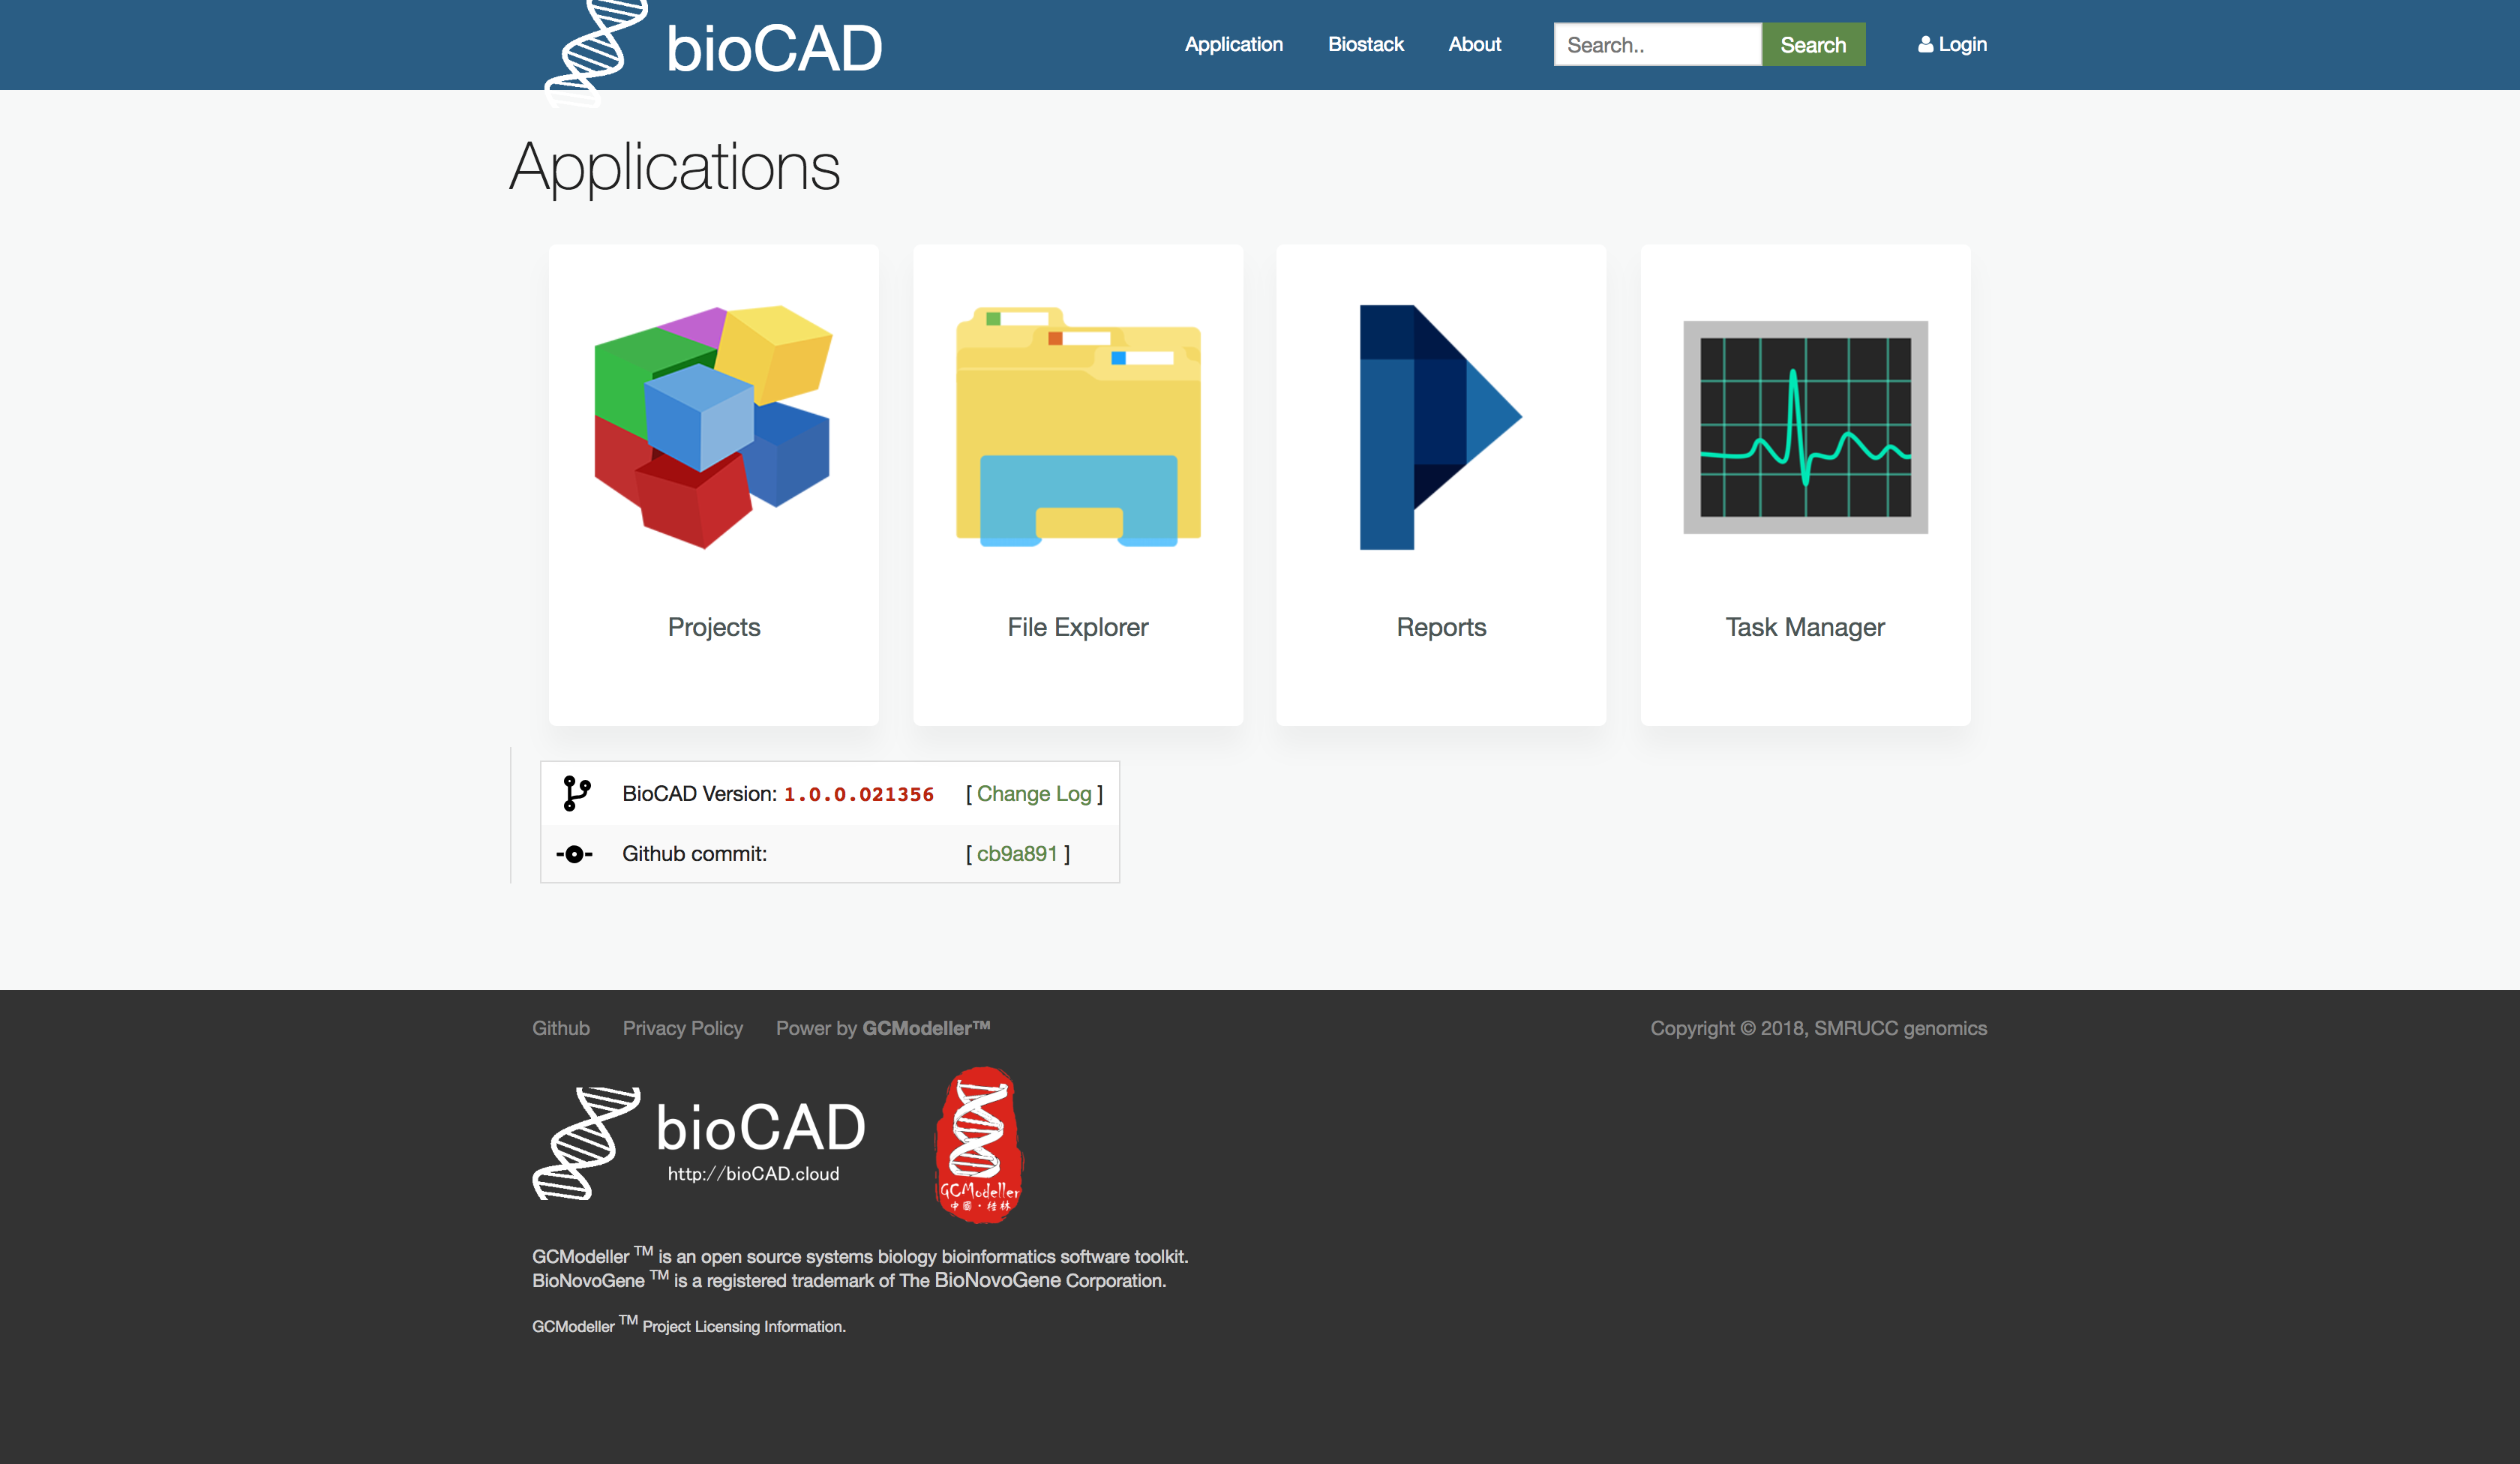 bioCAD
Application Biostack About Search.. Search Login
Applications
Projects File Explorer Reports Task Manager
BioCAD Version: 1.0.0.021356 [ Change Log ]
Github commit: [ cb9a891 ]
Github Privacy Policy Power by GCModeller™ Copyright © 2018, SMRUCC genomics
bioCAD
http://bioCAD.cloud
GCModeller
中國·桂林
GCModeller TM is an open source systems biology bioinformatics software toolkit.
BioNovoGene TM is a registered trademark of The BioNovoGene Corporation.
GCModeller TM Project Licensing Information.